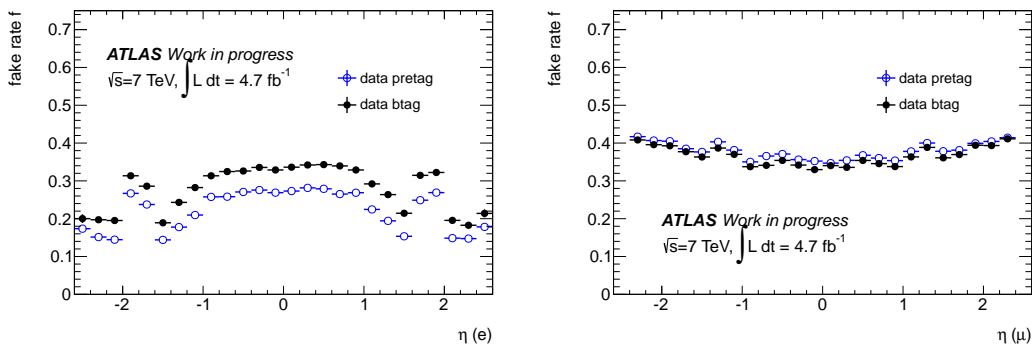 fake rate f
0.7
0.6
0.5
0.4
0.3
0.2
0.1
0
ATLAS Work in progress
√s=7 TeV, ∫ L dt = 4.7 fb⁻¹
data pretag
data btag
-2
-1
0
1
2
η (e)
fake rate f
0.7
0.6
0.5
0.4
0.3
0.2
0.1
0
data pretag
data btag
ATLAS Work in progress
√s=7 TeV, ∫ L dt = 4.7 fb⁻¹
-2
-1
0
1
2
η (μ)